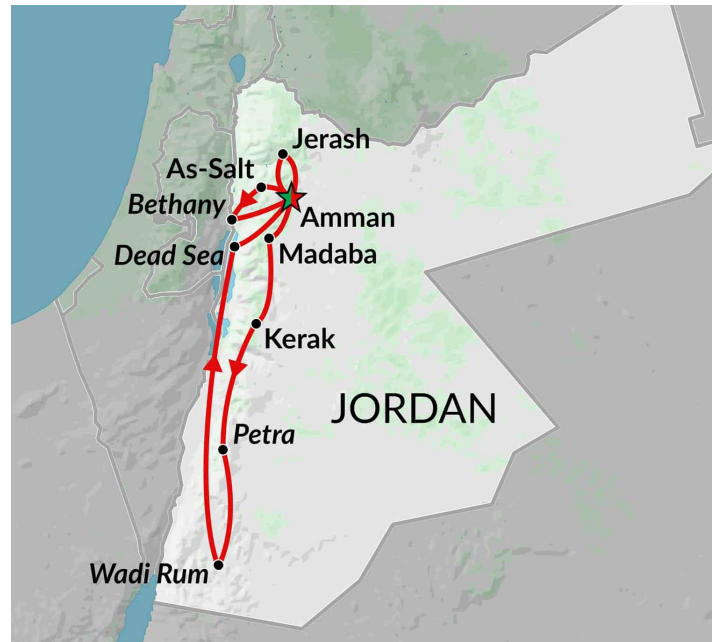 Jerash
As-Salt
Bethany
Amman
Dead Sea
Madaba
Kerak
JORDAN
Petra
Wadi Rum